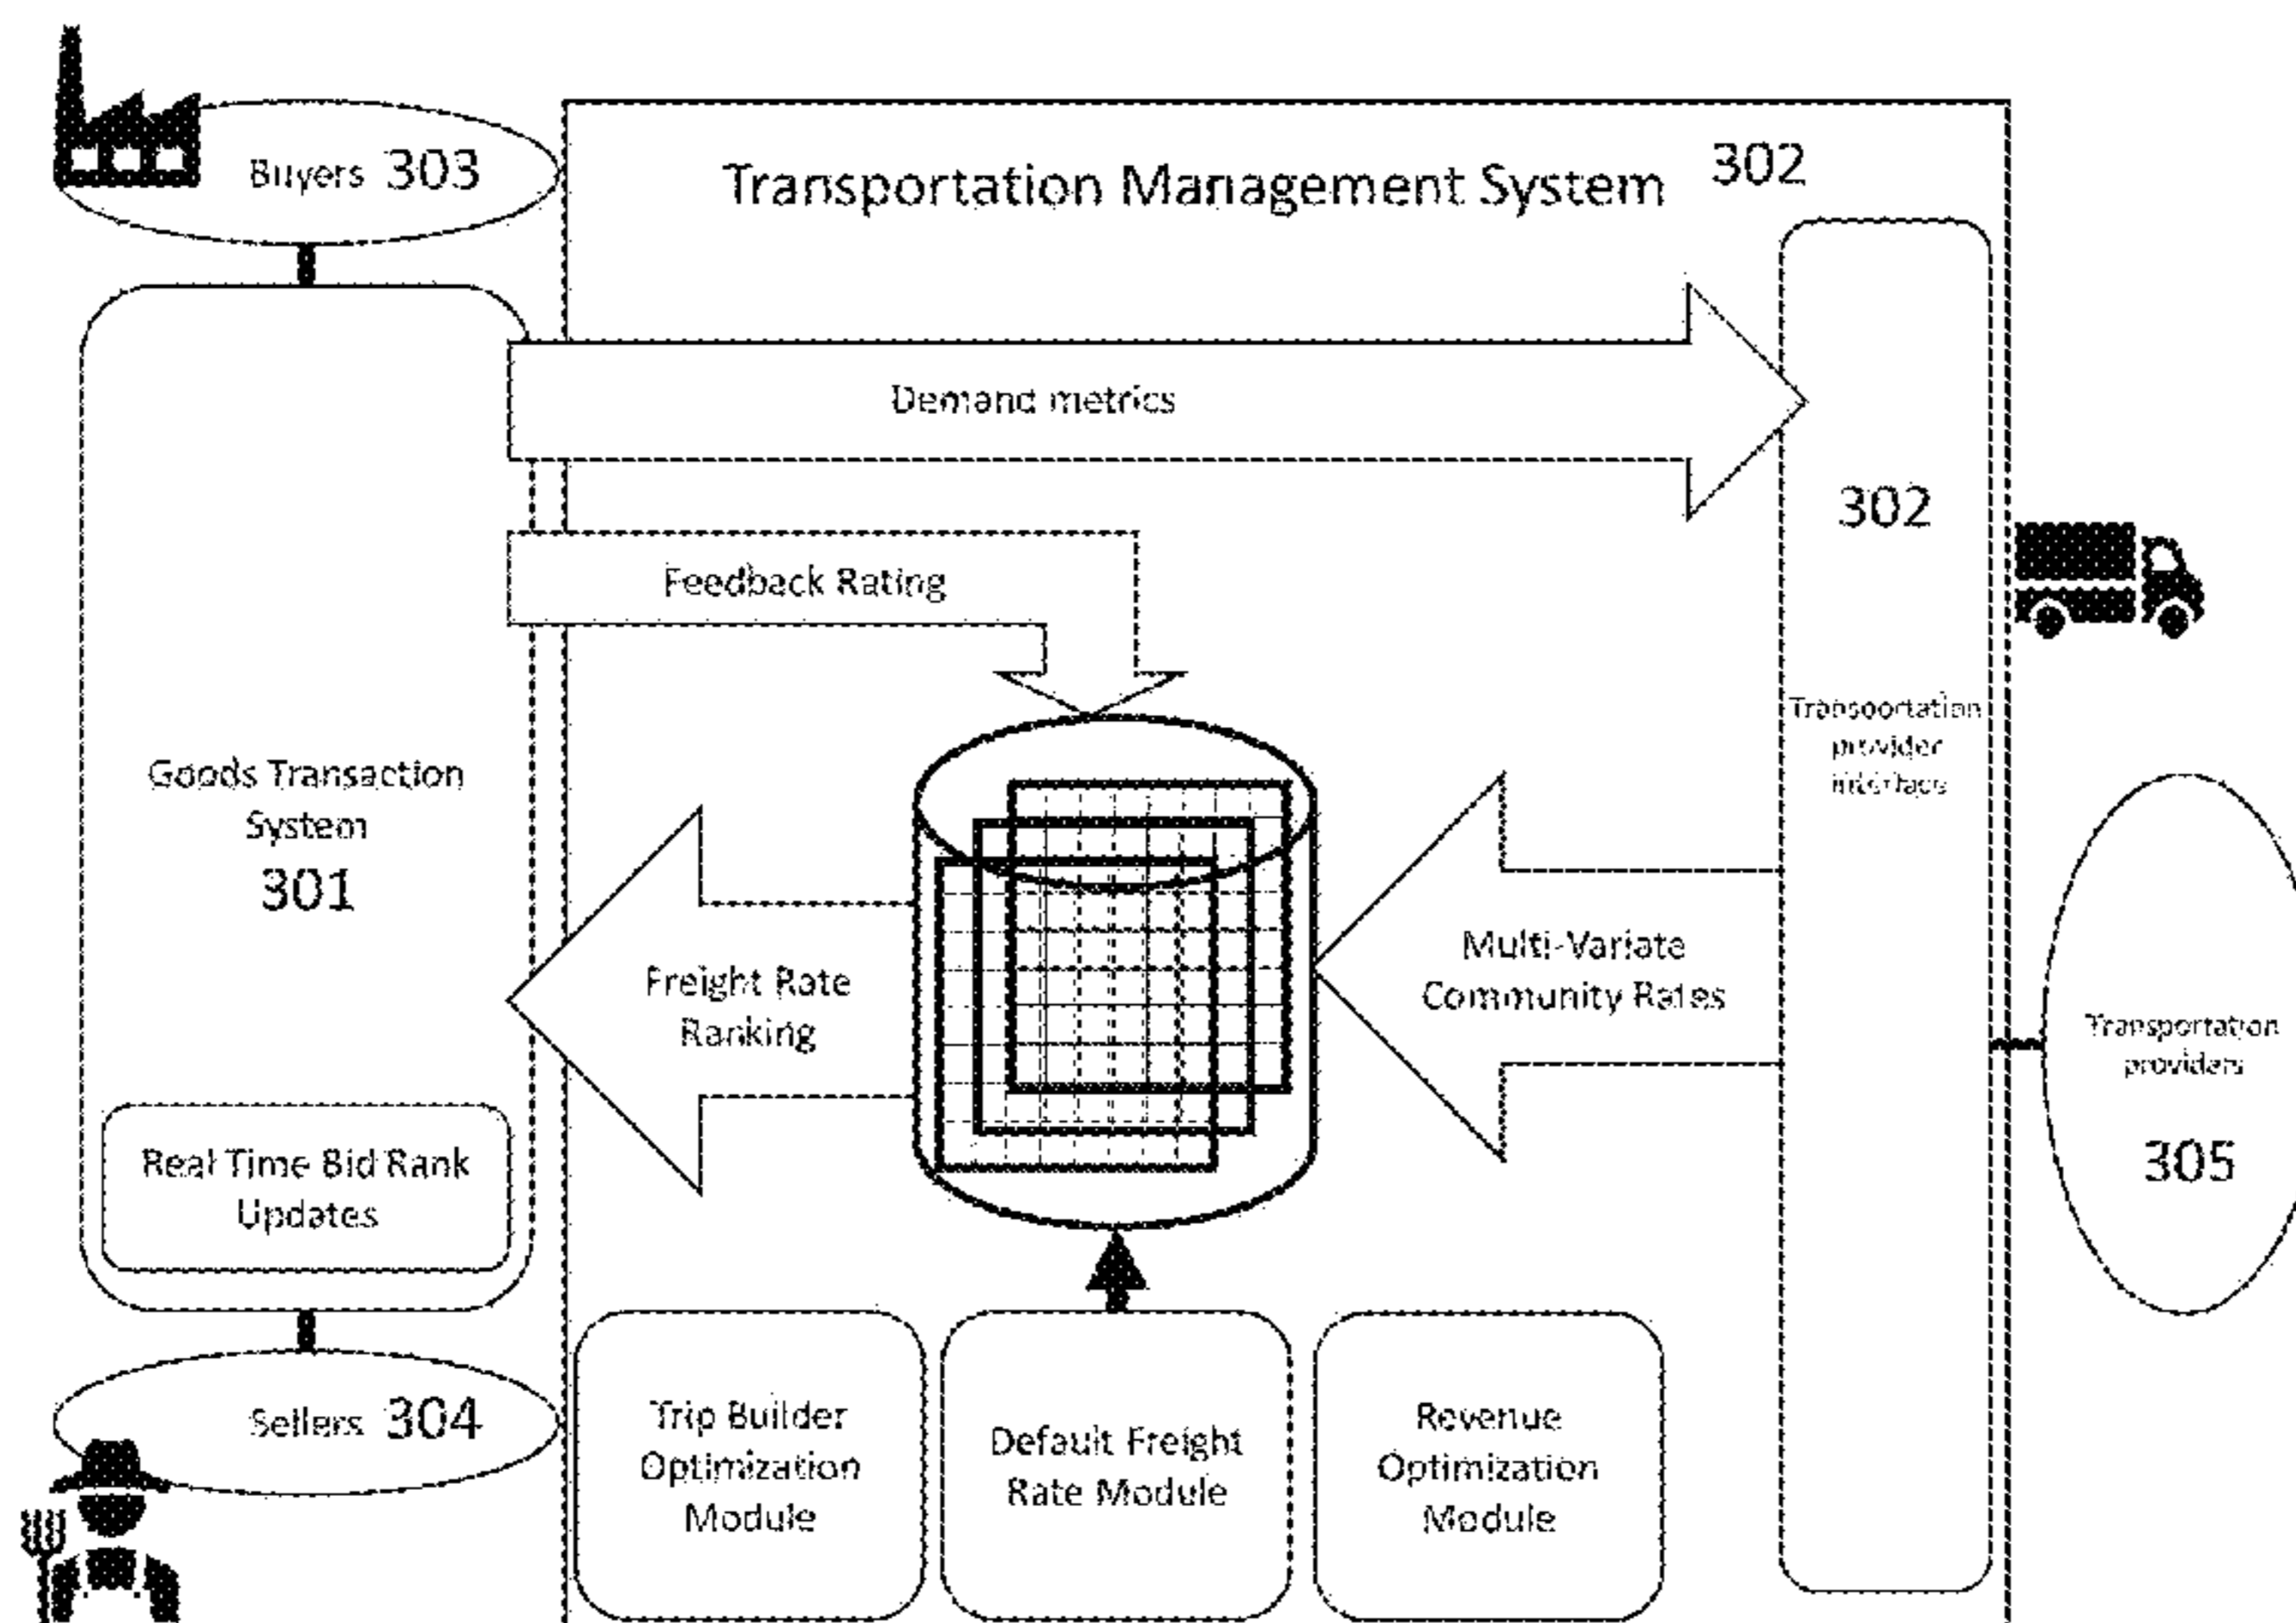 Buyers 303
Transportation Management System 302
Demand metrics
302
Feedback Rating
Transportation
provider
interface
Goods Transaction
System
301
Freight Rate
Ranking
Multi-Variate
Community Rates
Transportation
providers
305
Real Time Bid Rank
Updates
Sellers 304
Trip Builder
Optimization
Module
Default Freight
Rate Module
Revenue
Optimization
Module